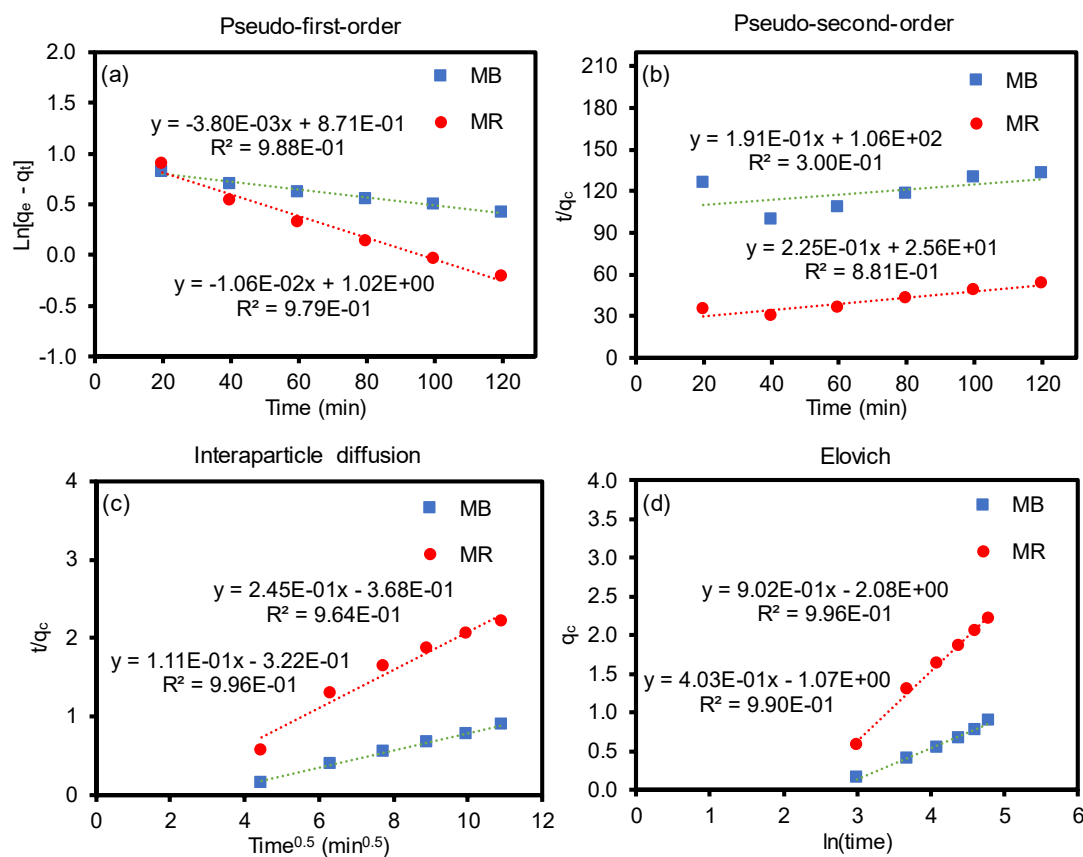 Pseudo-first-order
(a)
MB
MR
y = -3.80E-03x + 8.71E-01
R² = 9.88E-01
y = -1.06E-02x + 1.02E+00
R² = 9.79E-01
Ln[qe - qt]
2.0
1.5
1.0
0.5
0.0
-0.5
-1.0
0 20 40 60 80 100 120
Time (min)
Pseudo-second-order
(b)
MB
MR
y = 1.91E-01x + 1.06E+02
R² = 3.00E-01
y = 2.25E-01x + 2.56E+01
R² = 8.81E-01
t/qc
210
180
150
120
90
60
30
0
0 20 40 60 80 100 120
Time (min)
Interaparticle diffusion
(c)
MB
MR
y = 2.45E-01x - 3.68E-01
R² = 9.64E-01
y = 1.11E-01x - 3.22E-01
R² = 9.96E-01
t/qc
4
3
2
1
0
0 2 4 6 8 10 12
Time0.5 (min0.5)
Elovich
(d)
MB
MR
y = 9.02E-01x - 2.08E+00
R² = 9.96E-01
y = 4.03E-01x - 1.07E+00
R² = 9.90E-01
qc
4.0
3.5
3.0
2.5
2.0
1.5
1.0
0.5
0.0
0 1 2 3 4 5 6
ln(time)